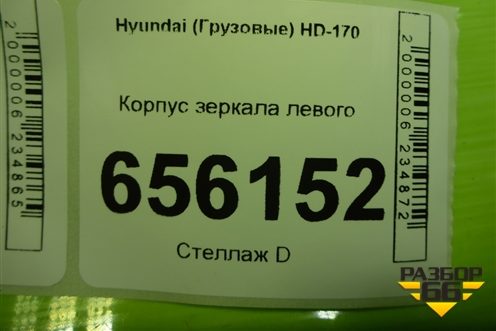 Hyundai (Грузовые) HD-170
Корпус зеркала левого
656152
Стеллаж D
2000006234865
2000006234872
РАЗБОР
66